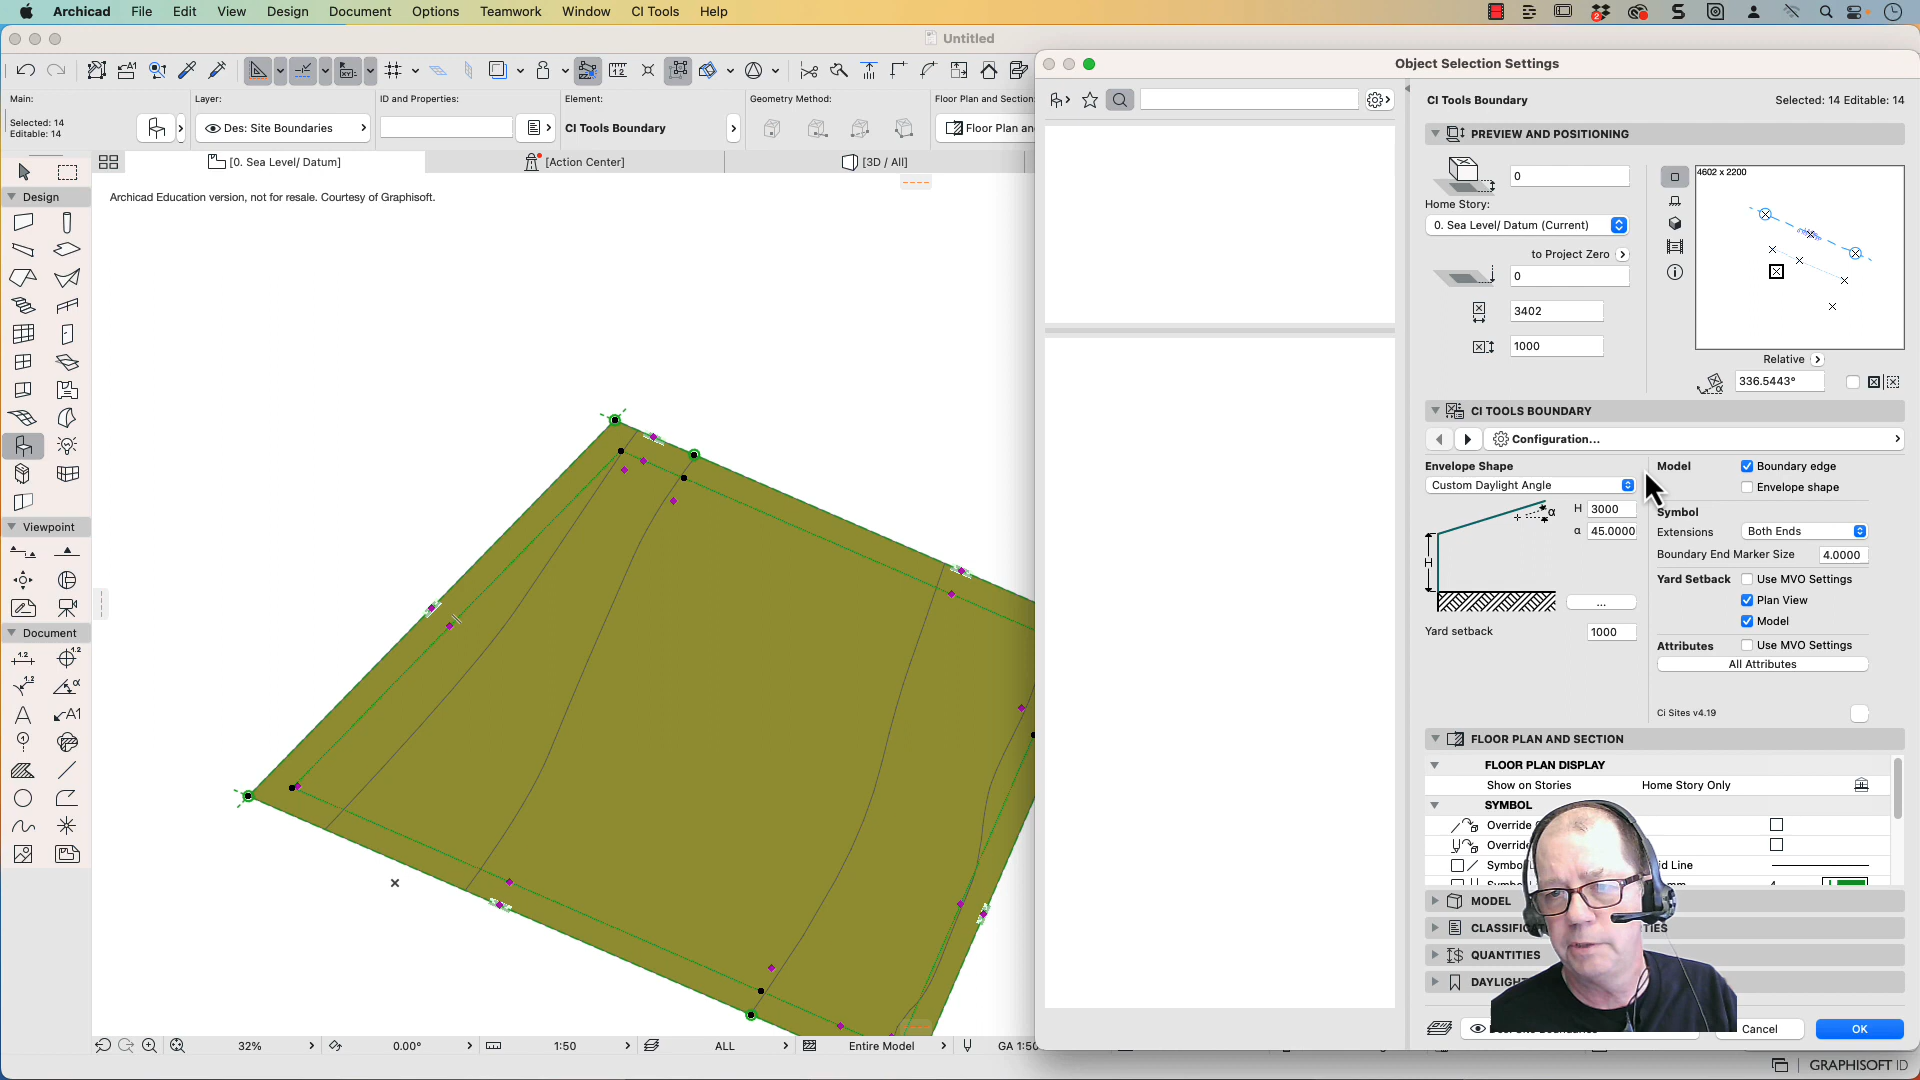 Archicad File Edit View Design Document Options Teamwork Window CI Tools Help
Untitled
Object Selection Settings
Main:
Layer:
ID and Properties:
Element:
Geometry Method:
Floor Plan and Section:
Selected: 14
Editable: 14
Des: Site Boundaries
CI Tools Boundary
Floor Plan an
[0. Sea Level/ Datum]
[Action Center]
[3D / All]
Archicad Education version, not for resale. Courtesy of Graphisoft.
Design
Viewpoint
Document
CI Tools Boundary
Selected: 14 Editable: 14
PREVIEW AND POSITIONING
0
Home Story:
0. Sea Level/ Datum (Current)
to Project Zero
0
3402
1000
4602 x 2200
Relative
336.5443°
CI TOOLS BOUNDARY
Configuration...
Envelope Shape
Custom Daylight Angle
H 3000
α 45.0000
α
H
...
Yard setback 1000
Model Boundary edge
Envelope shape
Symbol
Extensions Both Ends
Boundary End Marker Size 4.0000
Yard Setback Use MVO Settings
Plan View
Model
Attributes Use MVO Settings
All Attributes
Ci Sites v4.19
FLOOR PLAN AND SECTION
FLOOR PLAN DISPLAY
Show on Stories Home Story Only
SYMBOL
Override
Override
MODEL
QUANTITIES
Cancel
OK
32%
0.00°
1:50
ALL
Entire Model
GRAPHISOFT ID